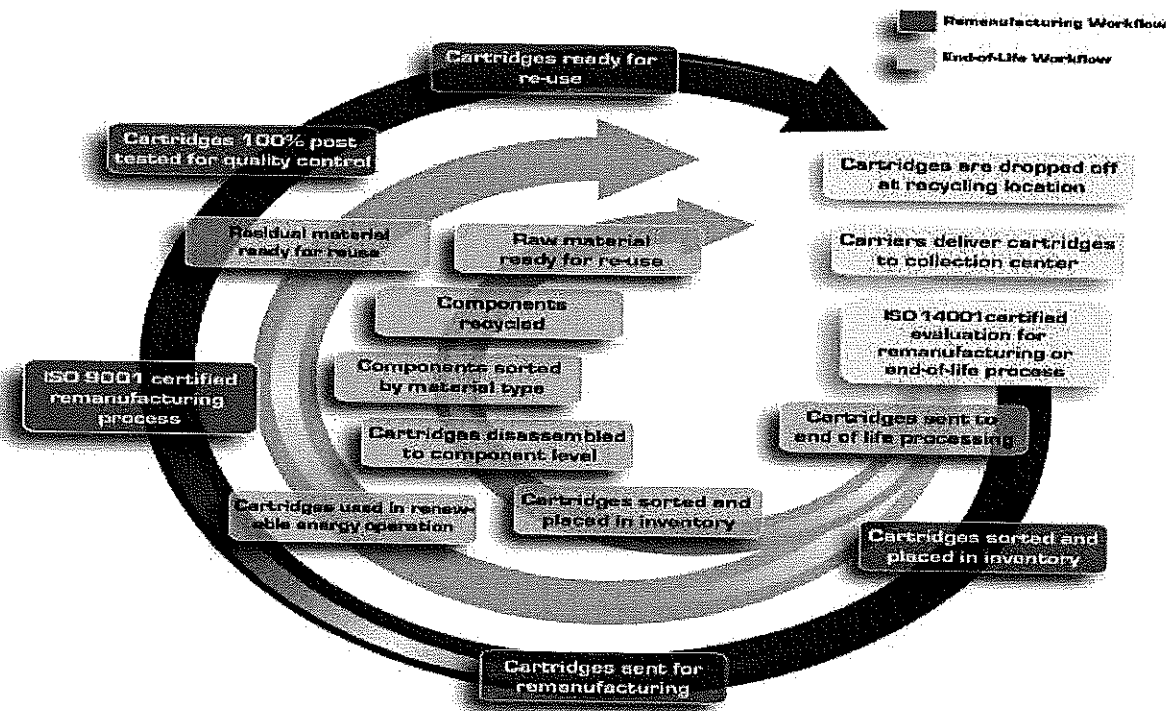 Remanufacturing Workflow
End-of-Life Workflow
Cartridges ready for
re-use
Cartridges 100% post
tested for quality control
Cartridges are dropped off
at recycling location
Residual material
ready for reuse
Raw material
ready for re-use
Carriers deliver cartridges
to collection center
Components
recycled
ISO 14001 certified
evaluation for
remanufacturing or
end-of-life process
ISO 9001 certified
remanufacturing
process
Components sorted
by material type
Cartridges sent to
end of life processing
Cartridges disassembled
to component level
Cartridges used in renew-
able energy operation
Cartridges sorted and
placed in inventory
Cartridges sorted and
placed in inventory
Cartridges sent for
remanufacturing